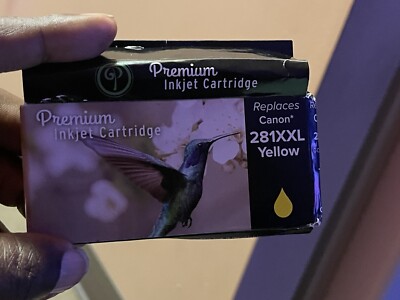 Premium
Inkjet Cartridge
Premium
Inkjet Cartridge
Replaces
Canon*
281XXL
Yellow